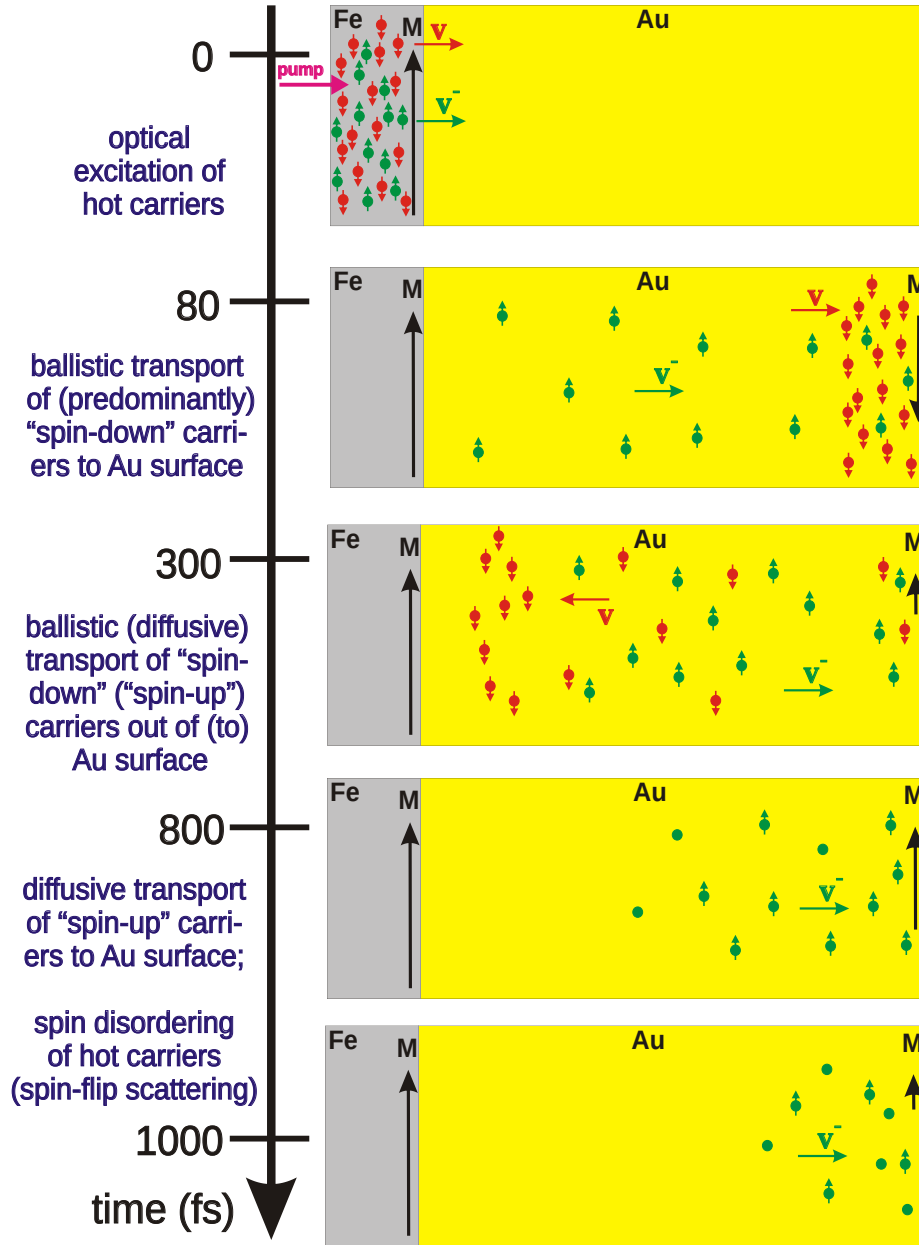 Fe
Au
M
v
0
pump
v-
optical
excitation of
hot carriers
Fe
Au
M
M
v
80
v-
ballistic transport
of (predominantly)
“spin-down” carri-
ers to Au surface
Fe
Au
M
M
300
v
ballistic (diffusive)
transport of “spin-
down” (“spin-up”)
carriers out of (to)
Au surface
v-
Fe
Au
M
M
800
diffusive transport
of “spin-up” carri-
ers to Au surface;
v-
spin disordering
of hot carriers
(spin-flip scattering)
Fe
Au
M
M
1000
v-
time (fs)